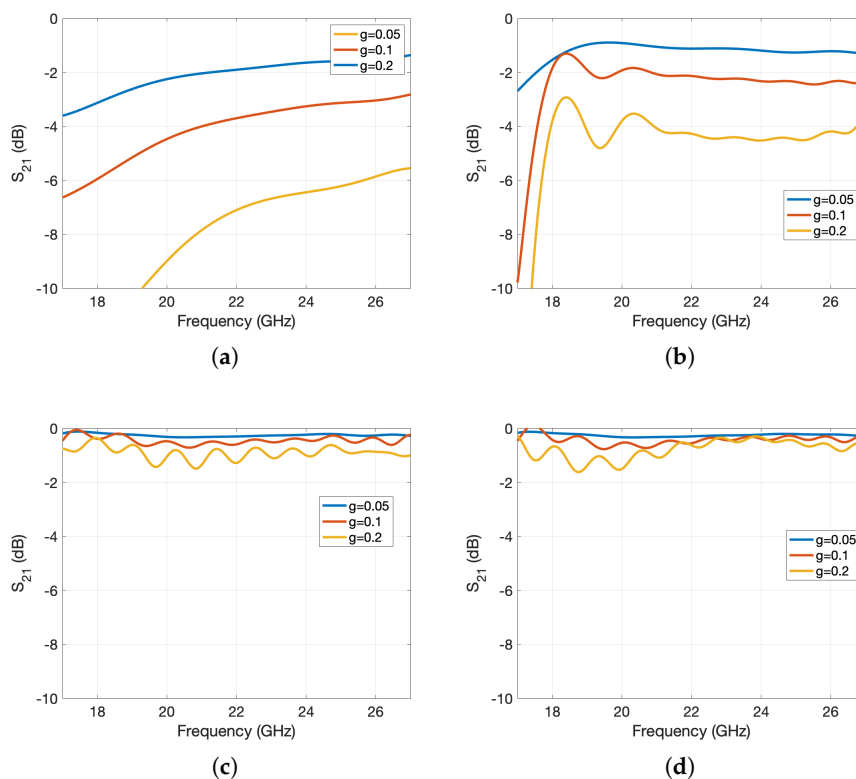 0
-2
-4
-6
-8
-10
S21 (dB)
18 20 22 24 26
Frequency (GHz)
g=0.05
g=0.1
g=0.2
(a)
0
-2
-4
-6
-8
-10
S21 (dB)
18 20 22 24 26
Frequency (GHz)
g=0.05
g=0.1
g=0.2
(b)
0
-2
-4
-6
-8
-10
S21 (dB)
18 20 22 24 26
Frequency (GHz)
g=0.05
g=0.1
g=0.2
(c)
0
-2
-4
-6
-8
-10
S21 (dB)
18 20 22 24 26
Frequency (GHz)
g=0.05
g=0.1
g=0.2
(d)